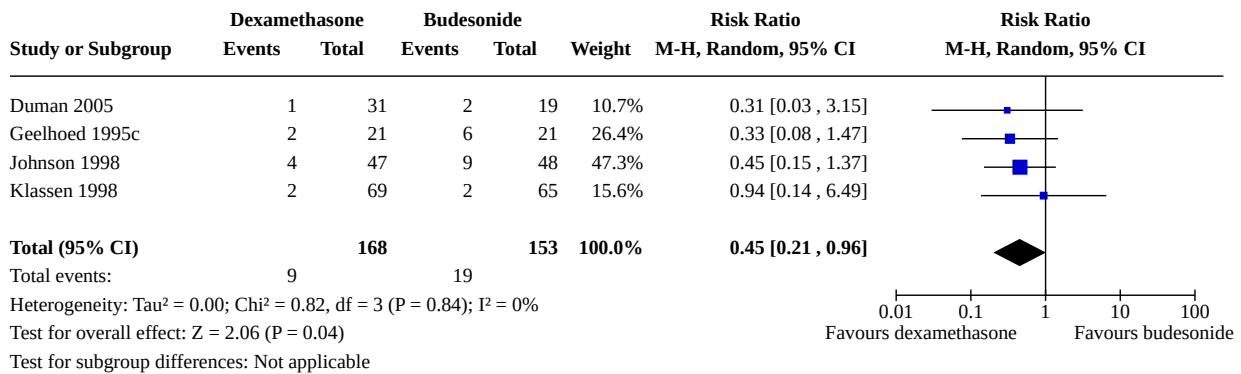 Dexamethasone Budesonide Risk Ratio Risk Ratio
Study or Subgroup Events Total Events Total Weight M-H, Random, 95% CI M-H, Random, 95% CI
Duman 2005 1 31 2 19 10.7% 0.31 [0.03 , 3.15]
Geelhoed 1995c 2 21 6 21 26.4% 0.33 [0.08 , 1.47]
Johnson 1998 4 47 9 48 47.3% 0.45 [0.15 , 1.37]
Klassen 1998 2 69 2 65 15.6% 0.94 [0.14 , 6.49]
Total (95% CI) 168 153 100.0% 0.45 [0.21 , 0.96]
Total events: 9 19
Heterogeneity: Tau² = 0.00; Chi² = 0.82, df = 3 (P = 0.84); I² = 0%
0.01 0.1 1 10 100
Test for overall effect: Z = 2.06 (P = 0.04)
Favours dexamethasone Favours budesonide
Test for subgroup differences: Not applicable